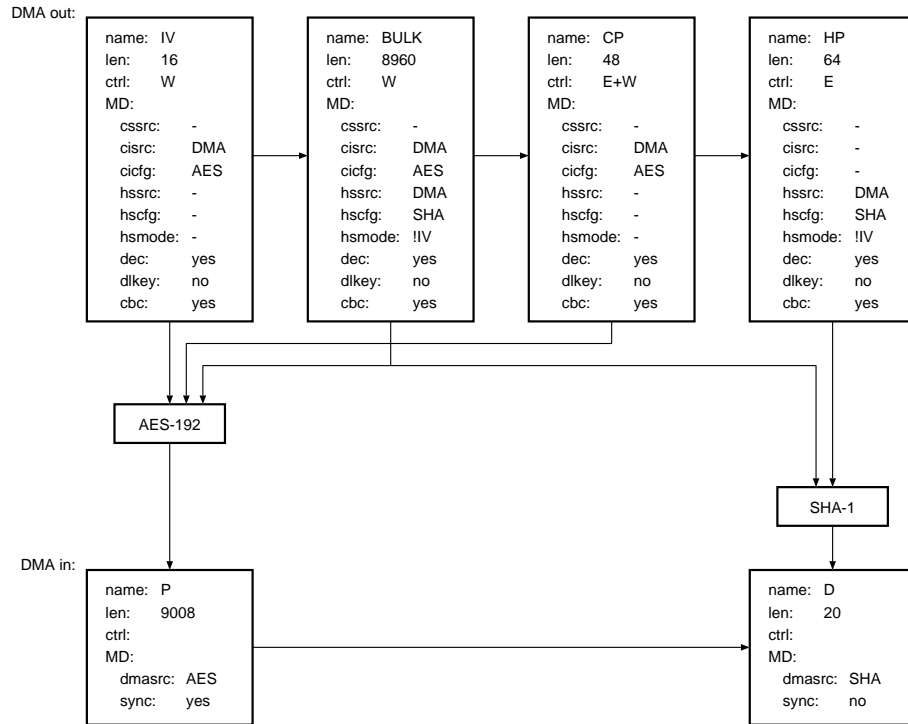 DMA out:
name: IV
len: 16
ctrl: W
MD:
cssrc: -
cisrc: DMA
cicfg: AES
hssrc: -
hscfg: -
hsmode: -
dec: yes
dlkey: no
cbc: yes
name: BULK
len: 8960
ctrl: W
MD:
cssrc: -
cisrc: DMA
cicfg: AES
hssrc: DMA
hscfg: SHA
hsmode: !IV
dec: yes
dlkey: no
cbc: yes
name: CP
len: 48
ctrl: E+W
MD:
cssrc: -
cisrc: DMA
cicfg: AES
hssrc: -
hscfg: -
hsmode: -
dec: yes
dlkey: no
cbc: yes
name: HP
len: 64
ctrl: E
MD:
cssrc: -
cisrc: -
cicfg: -
hssrc: DMA
hscfg: SHA
hsmode: !IV
dec: yes
dlkey: no
cbc: yes
AES-192
SHA-1
DMA in:
name: P
len: 9008
ctrl:
MD:
dmasrc: AES
sync: yes
name: D
len: 20
ctrl:
MD:
dmasrc: SHA
sync: no